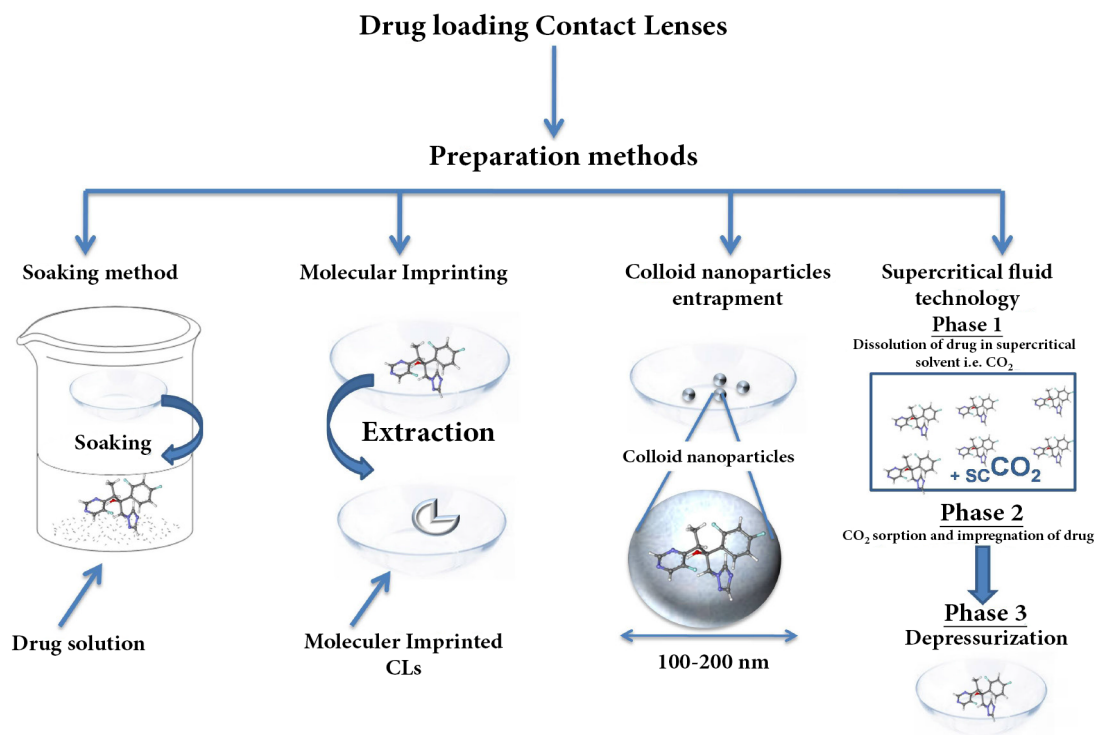 Drug loading Contact Lenses
Preparation methods
Soaking method
Soaking
Drug solution
Molecular Imprinting
Extraction
Moleculer Imprinted
CLs
Colloid nanoparticles
entrapment
Colloid nanoparticles
100-200 nm
Supercritical fluid
technology
Phase 1
Dissolution of drug in supercritical
solvent i.e. CO₂
+ scCO₂
Phase 2
CO₂ sorption and impregnation of drug
Phase 3
Depressurization